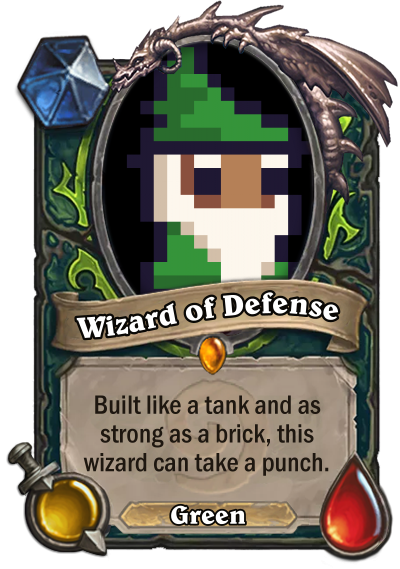 Wizard of Defense
Built like a tank and as
strong as a brick, this
wizard can take a punch.
Green